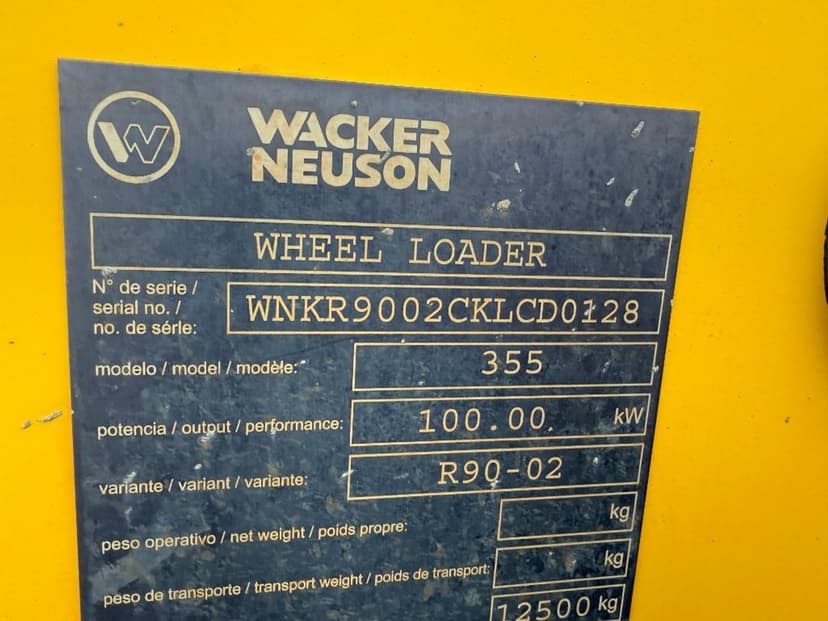 W
WACKER
NEUSON
WHEEL LOADER
N° de serie /
serial no. /
no. de série:
WNKR9002CKLCD0128
modelo / model / modèle:
355
potencia / output / performance:
100.00 kW
variante / variant / variante:
R90-02
peso operativo / net weight / poids propre:
kg
peso de transporte / transport weight / poids de transport:
kg
12500 kg